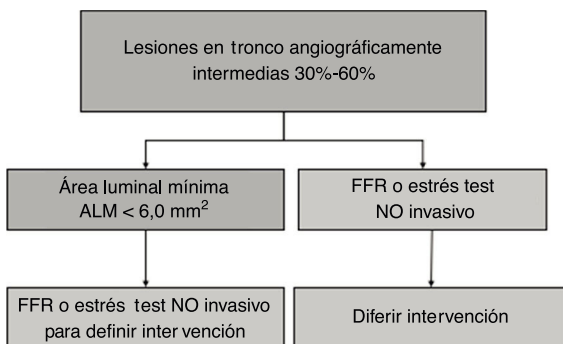 Lesiones en tronco angiográficamente
intermedias 30%-60%
Área luminal mínima
ALM < 6,0 mm²
FFR o estrés test
NO invasivo
FFR o estrés test NO invasivo
para definir inter vención
Diferir intervención